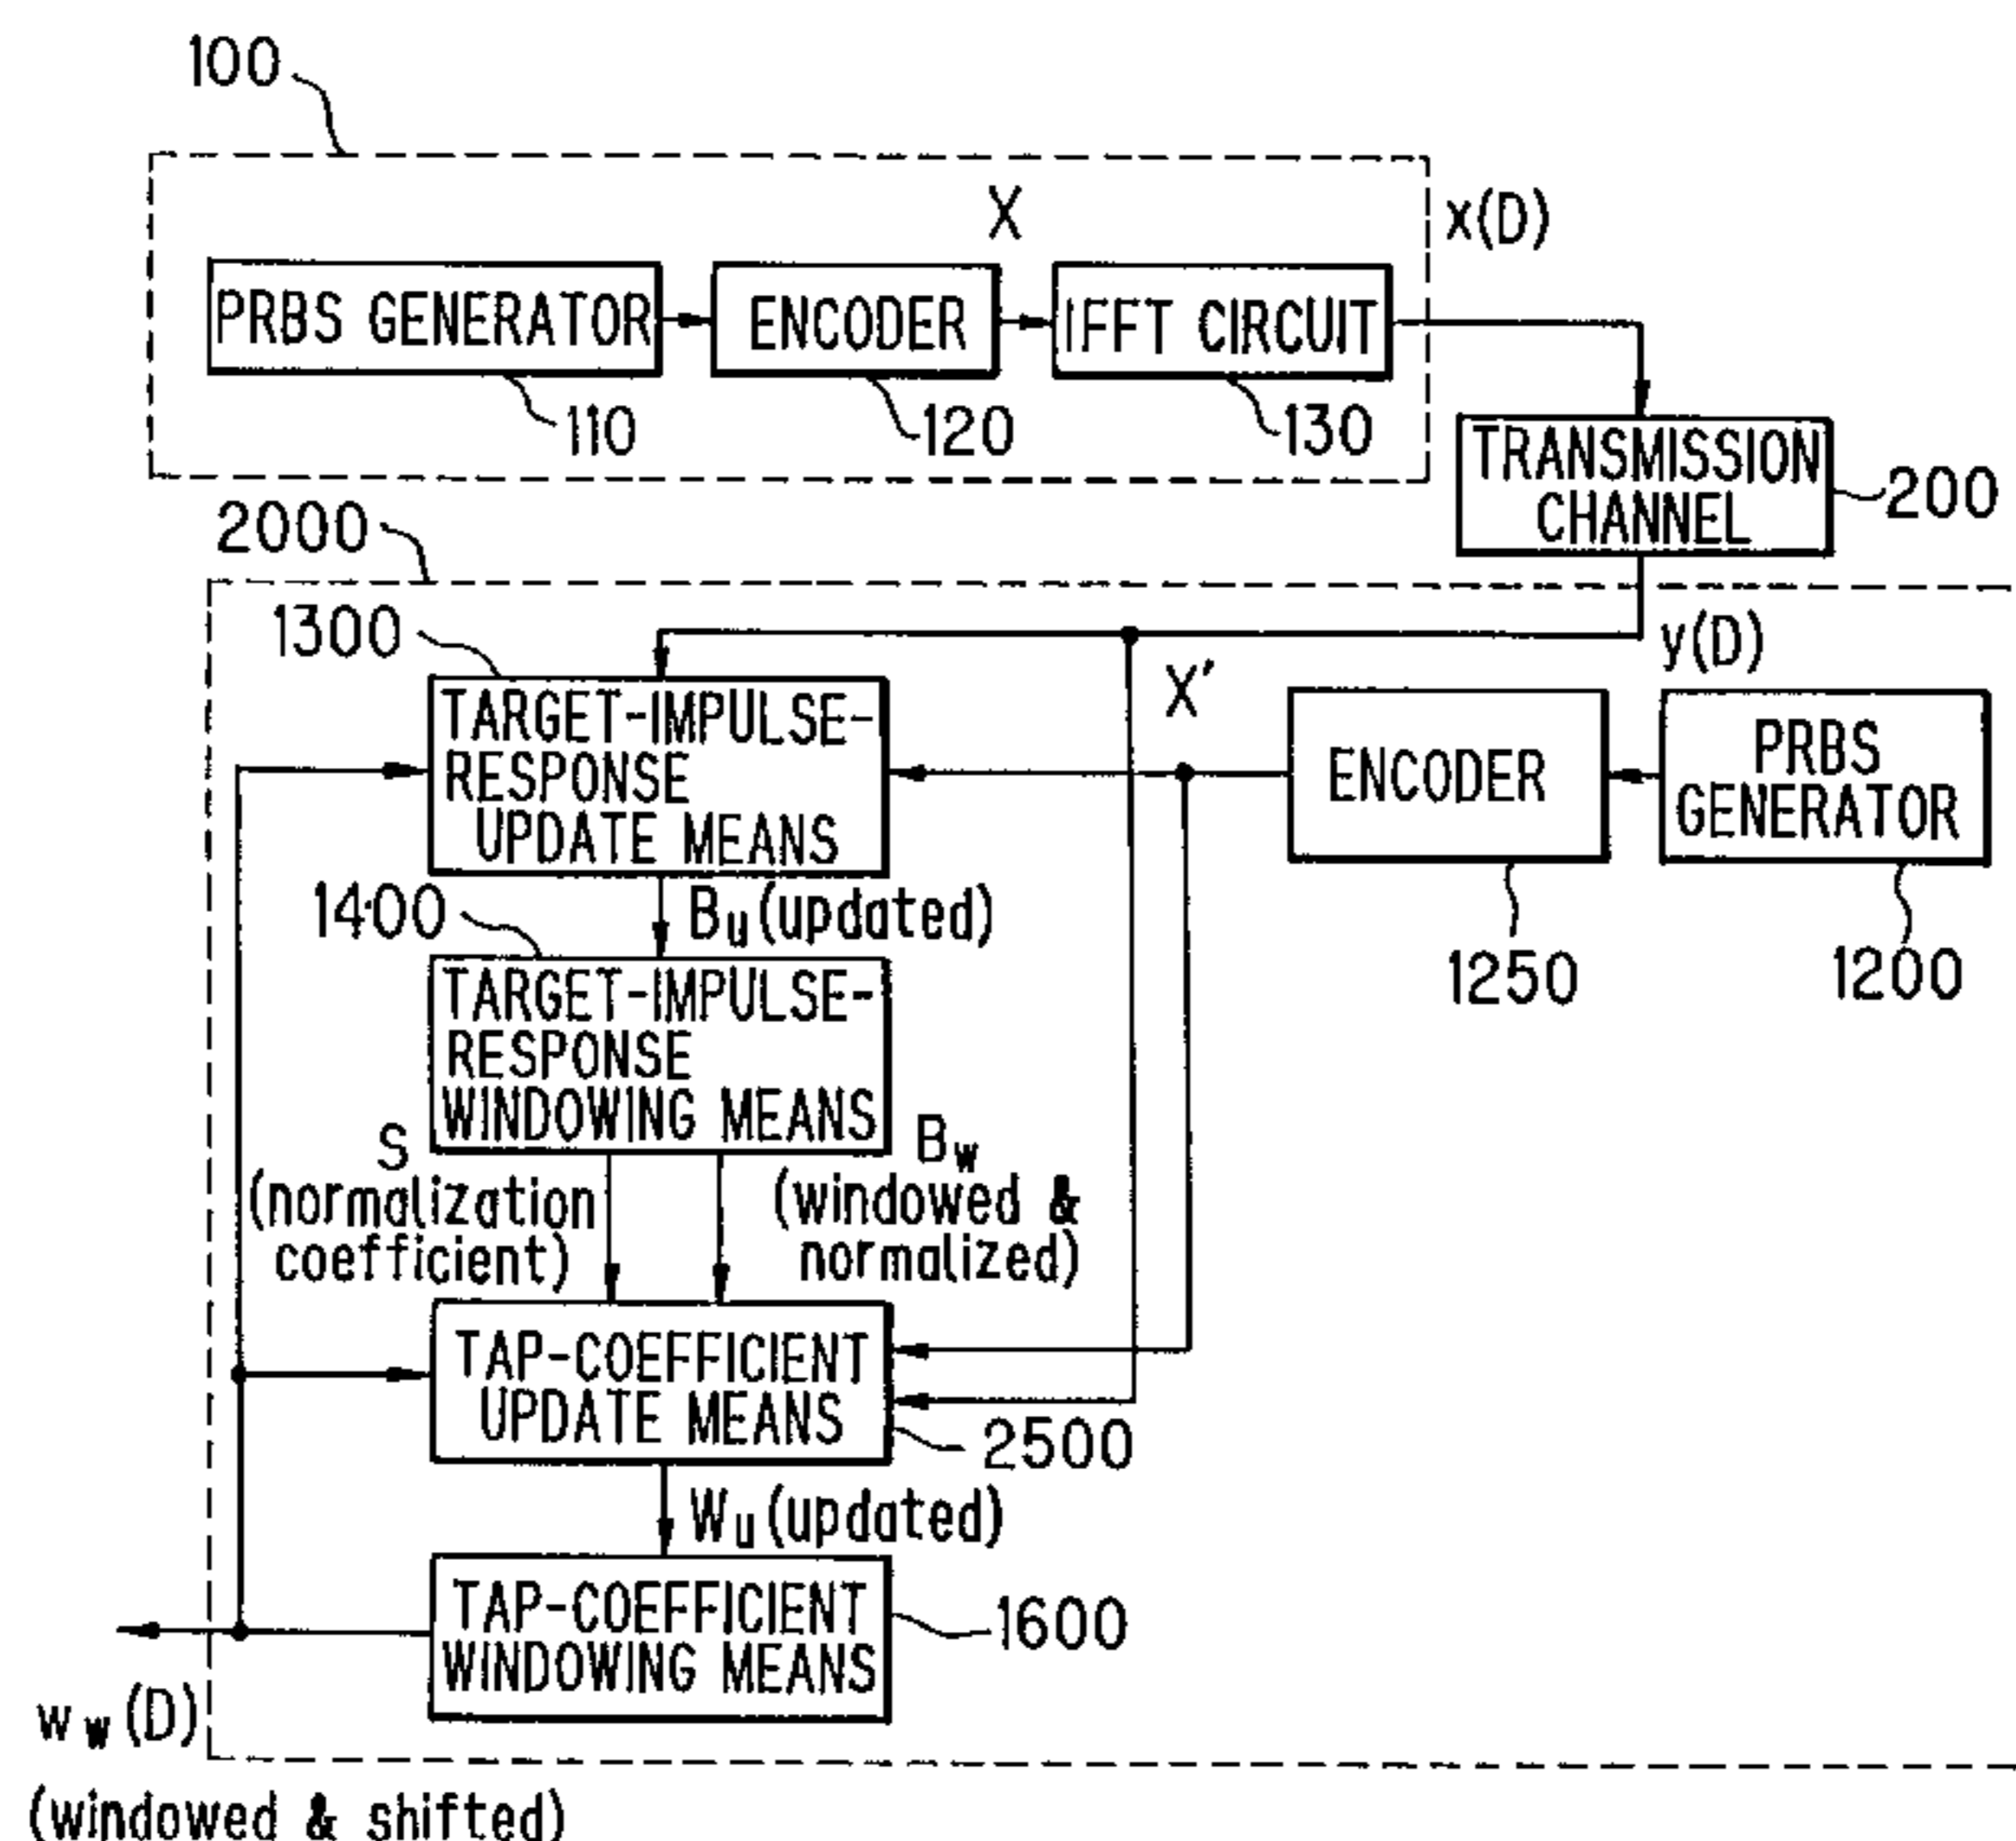 100
X
x(D)
PRBS GENERATOR
ENCODER
IFFT CIRCUIT
110
120
130
TRANSMISSION
CHANNEL
200
2000
1300
y(D)
X'
TARGET-IMPULSE-
RESPONSE
UPDATE MEANS
ENCODER
PRBS
GENERATOR
1400
Bu (updated)
1250
1200
TARGET-IMPULSE-
RESPONSE
WINDOWING MEANS
S
(normalization
coefficient)
Bw
(windowed &
normalized)
TAP-COEFFICIENT
UPDATE MEANS
2500
Wu (updated)
TAP-COEFFICIENT
WINDOWING MEANS
1600
ww (D)
(windowed & shifted)